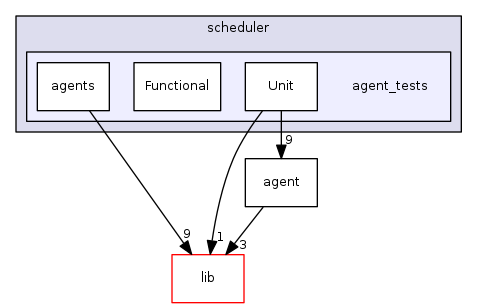 scheduler
agents
Functional
Unit
agent_tests
9
agent
9
1
3
lib